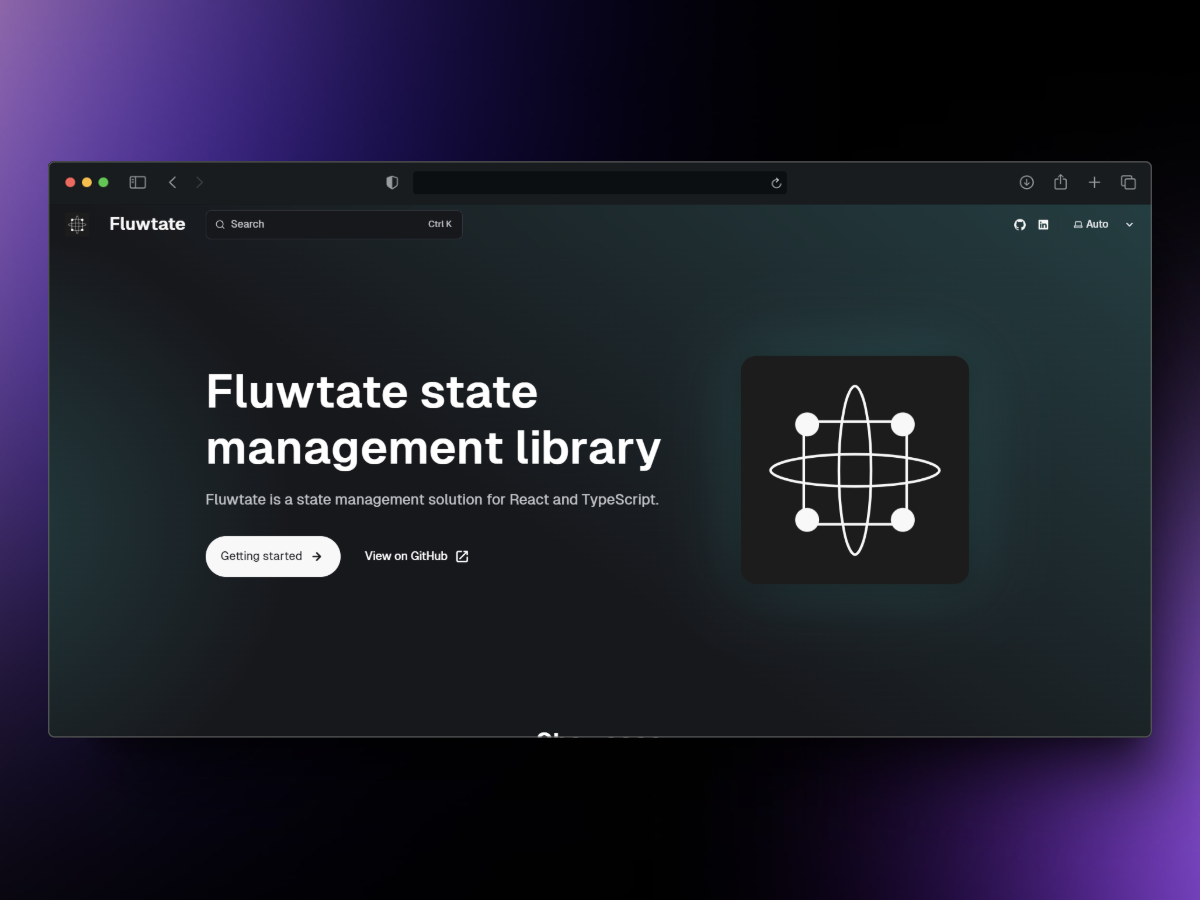 Fluwtate
Search
Ctrl K
Auto
Fluwtate state
management library
Fluwtate is a state management solution for React and TypeScript.
Getting started
View on GitHub